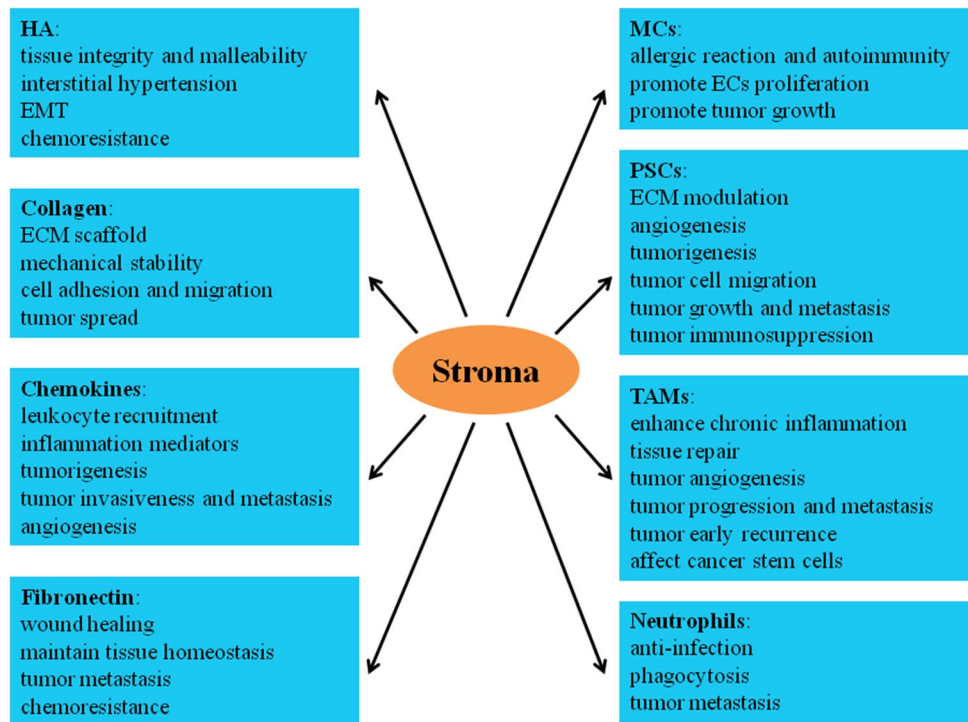 HA:
tissue integrity and malleability
interstitial hypertension
EMT
chemoresistance
Collagen:
ECM scaffold
mechanical stability
cell adhesion and migration
tumor spread
Chemokines:
leukocyte recruitment
inflammation mediators
tumorigenesis
tumor invasiveness and metastasis
angiogenesis
Fibronectin:
wound healing
maintain tissue homeostasis
tumor metastasis
chemoresistance
Stroma
MCs:
allergic reaction and autoimmunity
promote ECs proliferation
promote tumor growth
PSCs:
ECM modulation
angiogenesis
tumorigenesis
tumor cell migration
tumor growth and metastasis
tumor immunosuppression
TAMs:
enhance chronic inflammation
tissue repair
tumor angiogenesis
tumor progression and metastasis
tumor early recurrence
affect cancer stem cells
Neutrophils:
anti-infection
phagocytosis
tumor metastasis